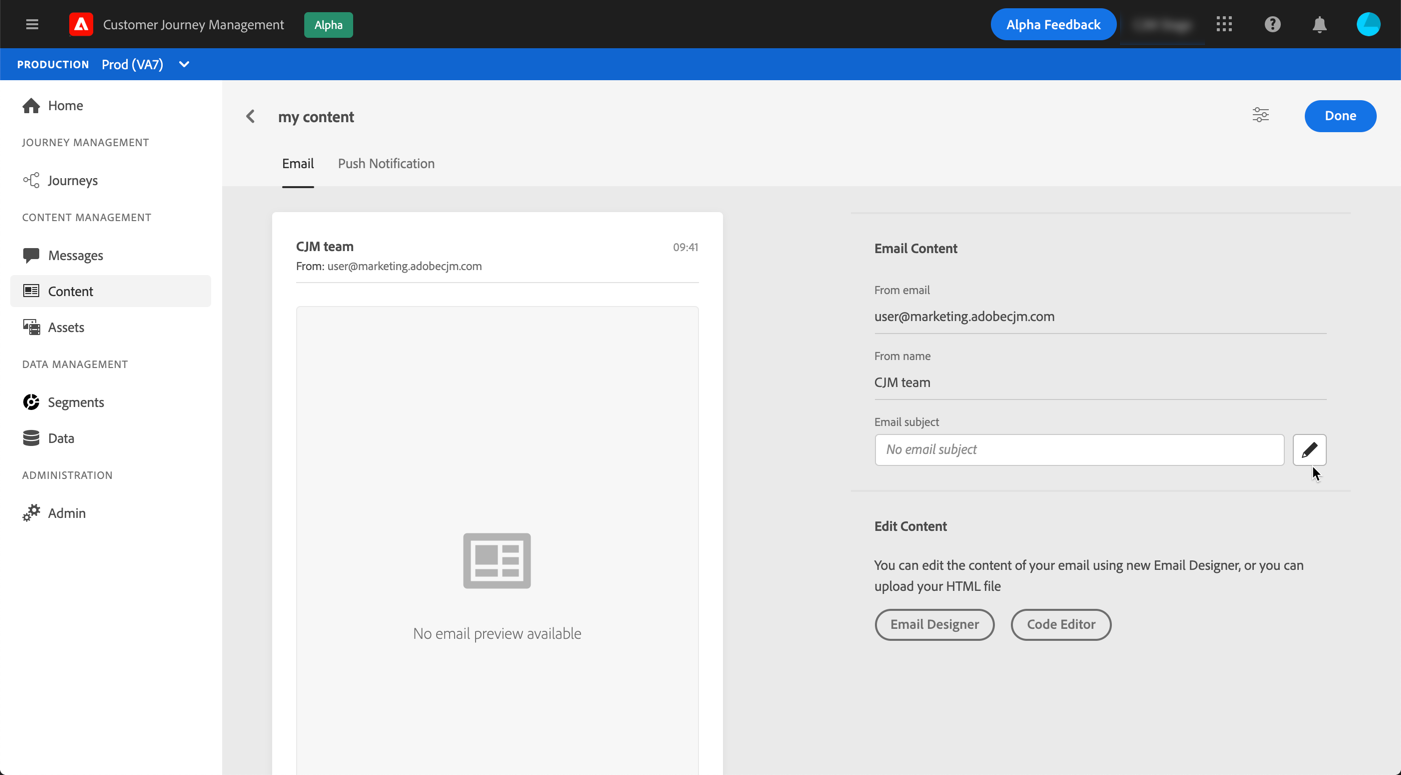 Customer Journey Management
Alpha
Alpha Feedback
PRODUCTION Prod (VA7)
Home
JOURNEY MANAGEMENT
Journeys
CONTENT MANAGEMENT
Messages
Content
Assets
DATA MANAGEMENT
Segments
Data
ADMINISTRATION
Admin
my content
Done
Email Push Notification
CJM team 09:41
From: user@marketing.adobecjm.com
No email preview available
Email Content
From email
user@marketing.adobecjm.com
From name
CJM team
Email subject
No email subject
Edit Content
You can edit the content of your email using new Email Designer, or you can
upload your HTML file
Email Designer Code Editor